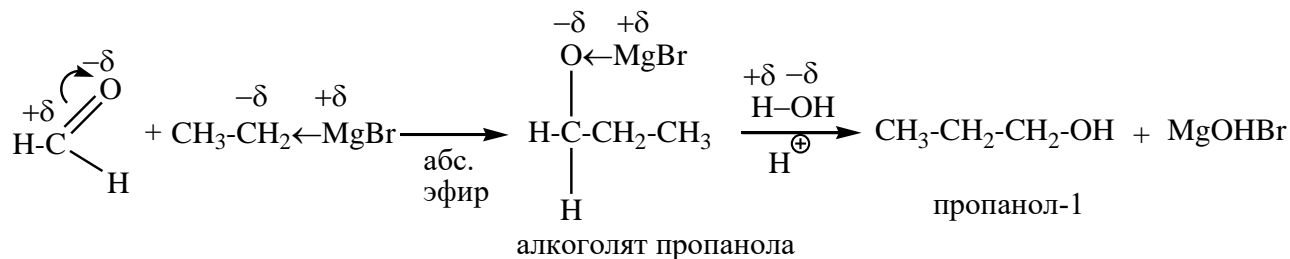 −δ +δ
O←MgBr
−δ
O
+δ
H-C
H
+
−δ +δ
CH3-CH2←MgBr
абс.
эфир
H-C-CH2-CH3
H
алкоголят пропанола
+δ −δ
H–OH
H⊕
CH3-CH2-CH2-OH + MgOHBr
пропанол-1